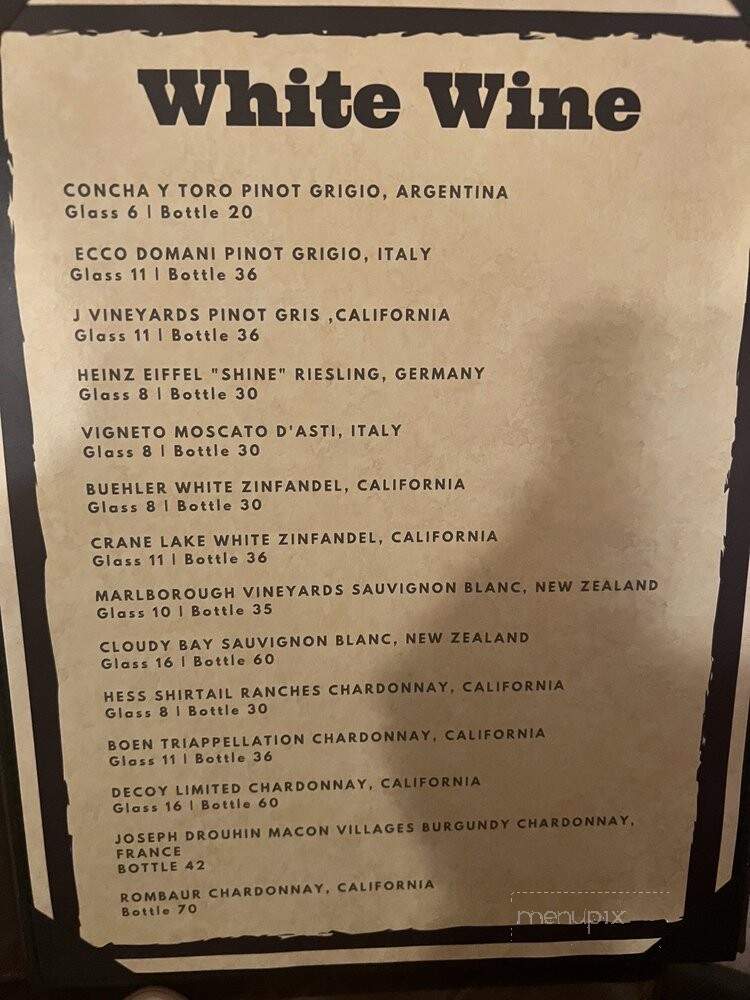 White Wine
CONCHA Y TORO PINOT GRIGIO, ARGENTINA
Glass 6 | Bottle 20
ECCO DOMANI PINOT GRIGIO, ITALY
Glass 11 | Bottle 36
J VINEYARDS PINOT GRIS ,CALIFORNIA
Glass 11 | Bottle 36
HEINZ EIFFEL "SHINE" RIESLING, GERMANY
Glass 8 | Bottle 30
VIGNETO MOSCATO D'ASTI, ITALY
Glass 8 | Bottle 30
BUEHLER WHITE ZINFANDEL, CALIFORNIA
Glass 8 | Bottle 30
CRANE LAKE WHITE ZINFANDEL, CALIFORNIA
Glass 11 | Bottle 36
MARLBOROUGH VINEYARDS SAUVIGNON BLANC, NEW ZEALAND
Glass 10 | Bottle 35
CLOUDY BAY SAUVIGNON BLANC, NEW ZEALAND
Glass 16 | Bottle 60
HESS SHIRTAIL RANCHES CHARDONNAY, CALIFORNIA
Glass 8 | Bottle 30
BOEN TRIAPPELLATION CHARDONNAY, CALIFORNIA
Glass 11 | Bottle 36
DECOY LIMITED CHARDONNAY, CALIFORNIA
Glass 16 | Bottle 60
JOSEPH DROUHIN MACON VILLAGES BURGUNDY CHARDONNAY,
FRANCE
BOTTLE 42
ROMBAUR CHARDONNAY, CALIFORNIA
Bottle 70
menupix